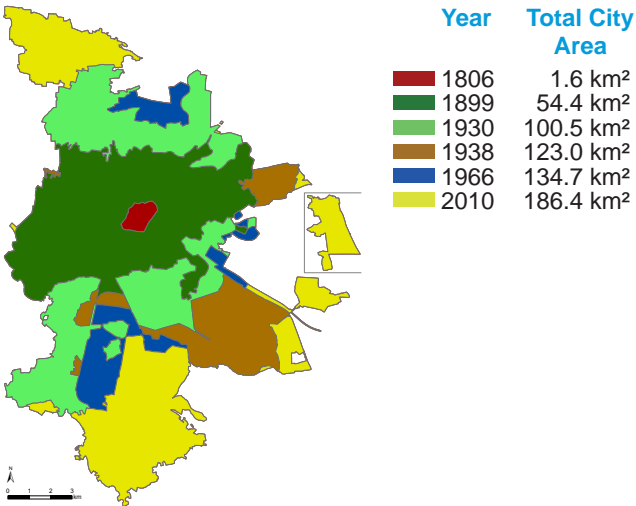 Year Total City
Area
1806 1.6 km²
1899 54.4 km²
1930 100.5 km²
1938 123.0 km²
1966 134.7 km²
2010 186.4 km²
N
0 1 2 3
km